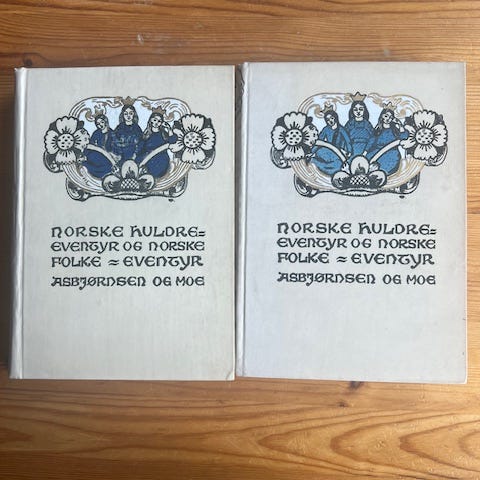 NORSKE HULDRE=
EVENTYR OG NORSKE
FOLKE = EVENTYR
ASBJØRNSEN OG MOE
NORSKE HULDRE=
EVENTYR OG NORSKE
FOLKE = EVENTYR
ASBJØRNSEN OG MOE